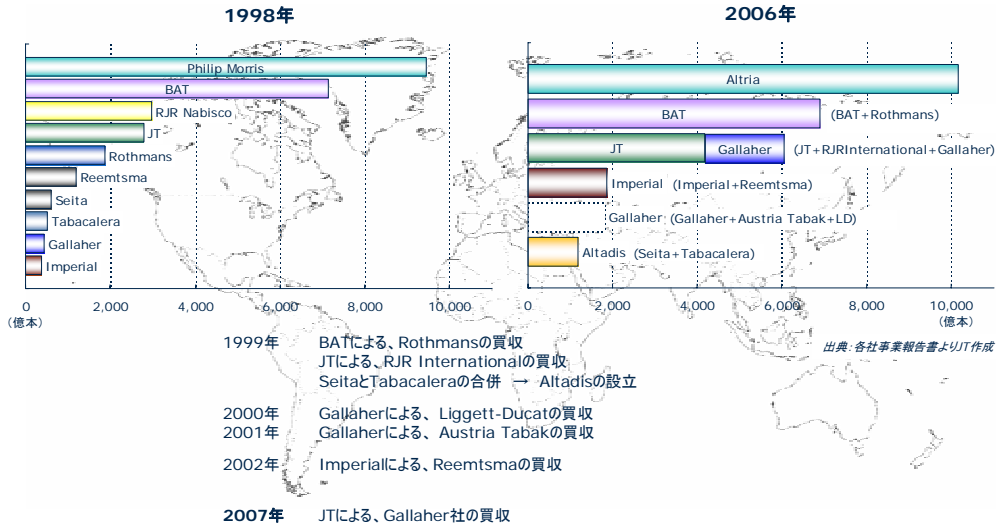 1998年
Philip Morris
BAT
RJR Nabisco
JT
Rothmans
Reemtsma
Seita
Tabacalera
Gallaher
Imperial
0 2,000 4,000 6,000 8,000 10,000
（億本）
2006年
Altria
BAT (BAT+Rothmans)
JT Gallaher (JT+RJRInternational+Gallaher)
Imperial (Imperial+Reemtsma)
Gallaher (Gallaher+Austria Tabak+LD)
Altadis (Seita+Tabacalera)
0 2,000 4,000 6,000 8,000 10,000
（億本）
出典：各社事業報告書よりJT作成
1999年 BATによる、Rothmansの買収
JTによる、RJR Internationalの買収
SeitaとTabacaleraの合併 → Altadisの設立
2000年 Gallaherによる、Liggett-Ducatの買収
2001年 Gallaherによる、Austria Tabakの買収
2002年 Imperialによる、Reemtsmaの買収
2007年 JTによる、Gallaher社の買収